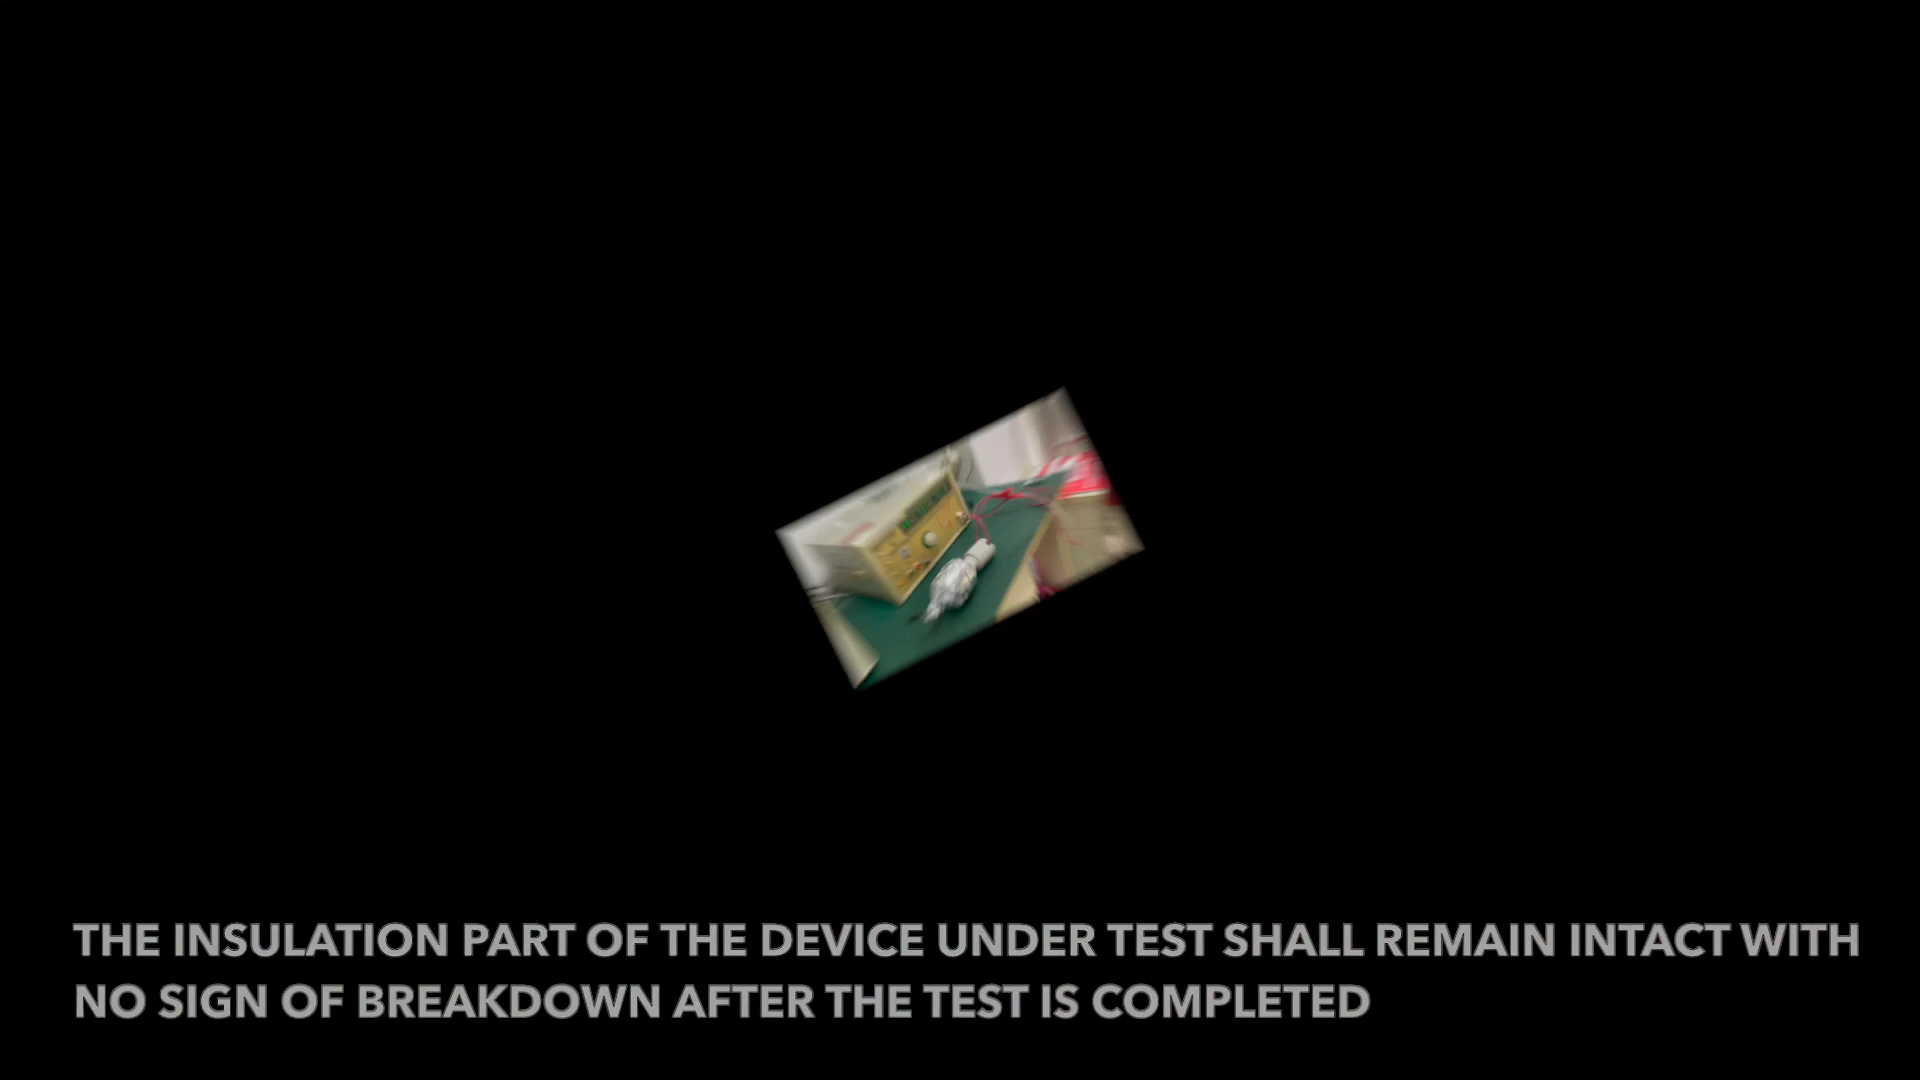 THE INSULATION PART OF THE DEVICE UNDER TEST SHALL REMAIN INTACT WITH
NO SIGN OF BREAKDOWN AFTER THE TEST IS COMPLETED